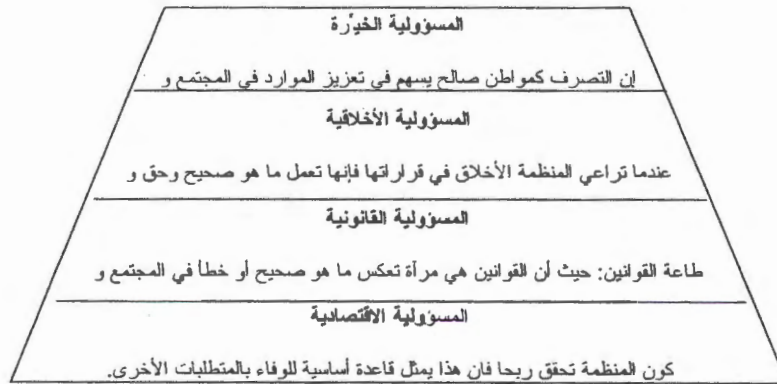 المسؤولية الخيّرة
إن التصرف كمواطن صالح يسهم في تعزيز الموارد في المجتمع و
المسؤولية الأخلاقية
عندما تراعي المنظمة الأخلاق في قراراتها فإنها تعمل ما هو صحيح وحق و
المسؤولية القانونية
طاعة القوانين: حيث أن القوانين هي مرآة تعكس ما هو صحيح أو خطأ في المجتمع و
المسؤولية الاقتصادية
كون المنظمة تحقق ربحا فان هذا يمثل قاعدة أساسية للوفاء بالمتطلبات الأخرى.